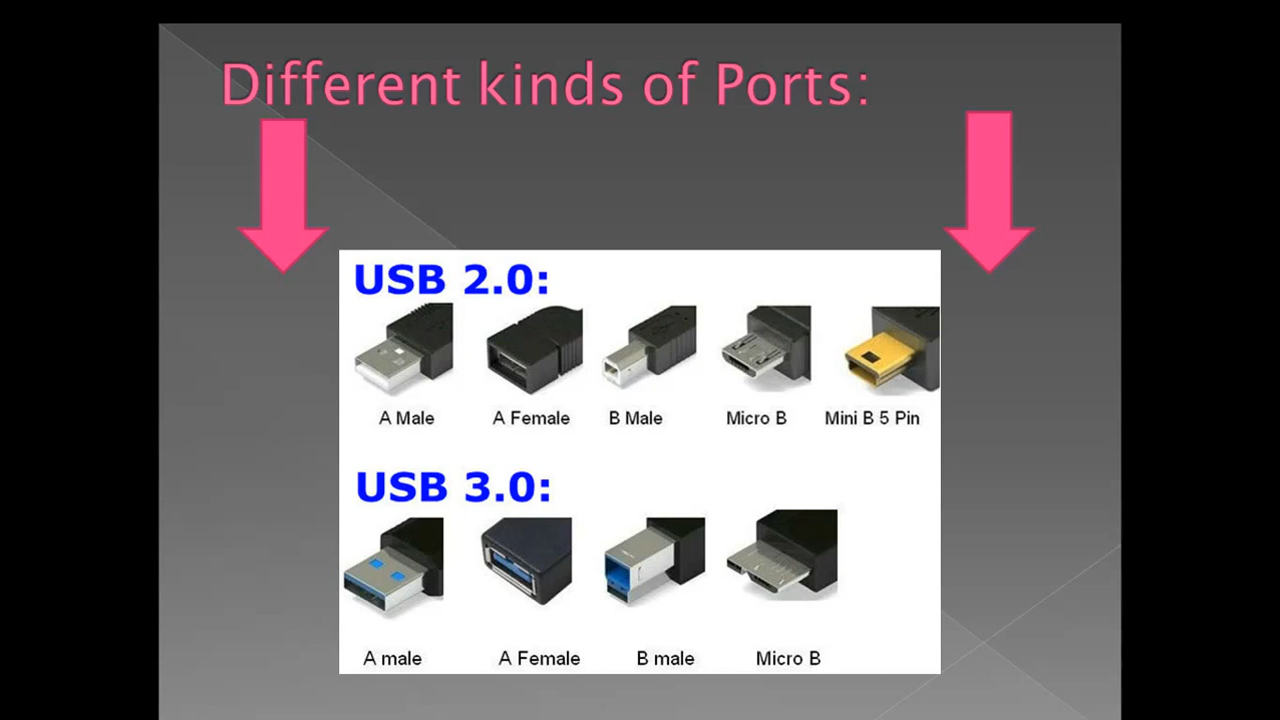 Different kinds of Ports:
USB 2.0:
A Male A Female B Male Micro B Mini B 5 Pin
USB 3.0:
A male A Female B male Micro B